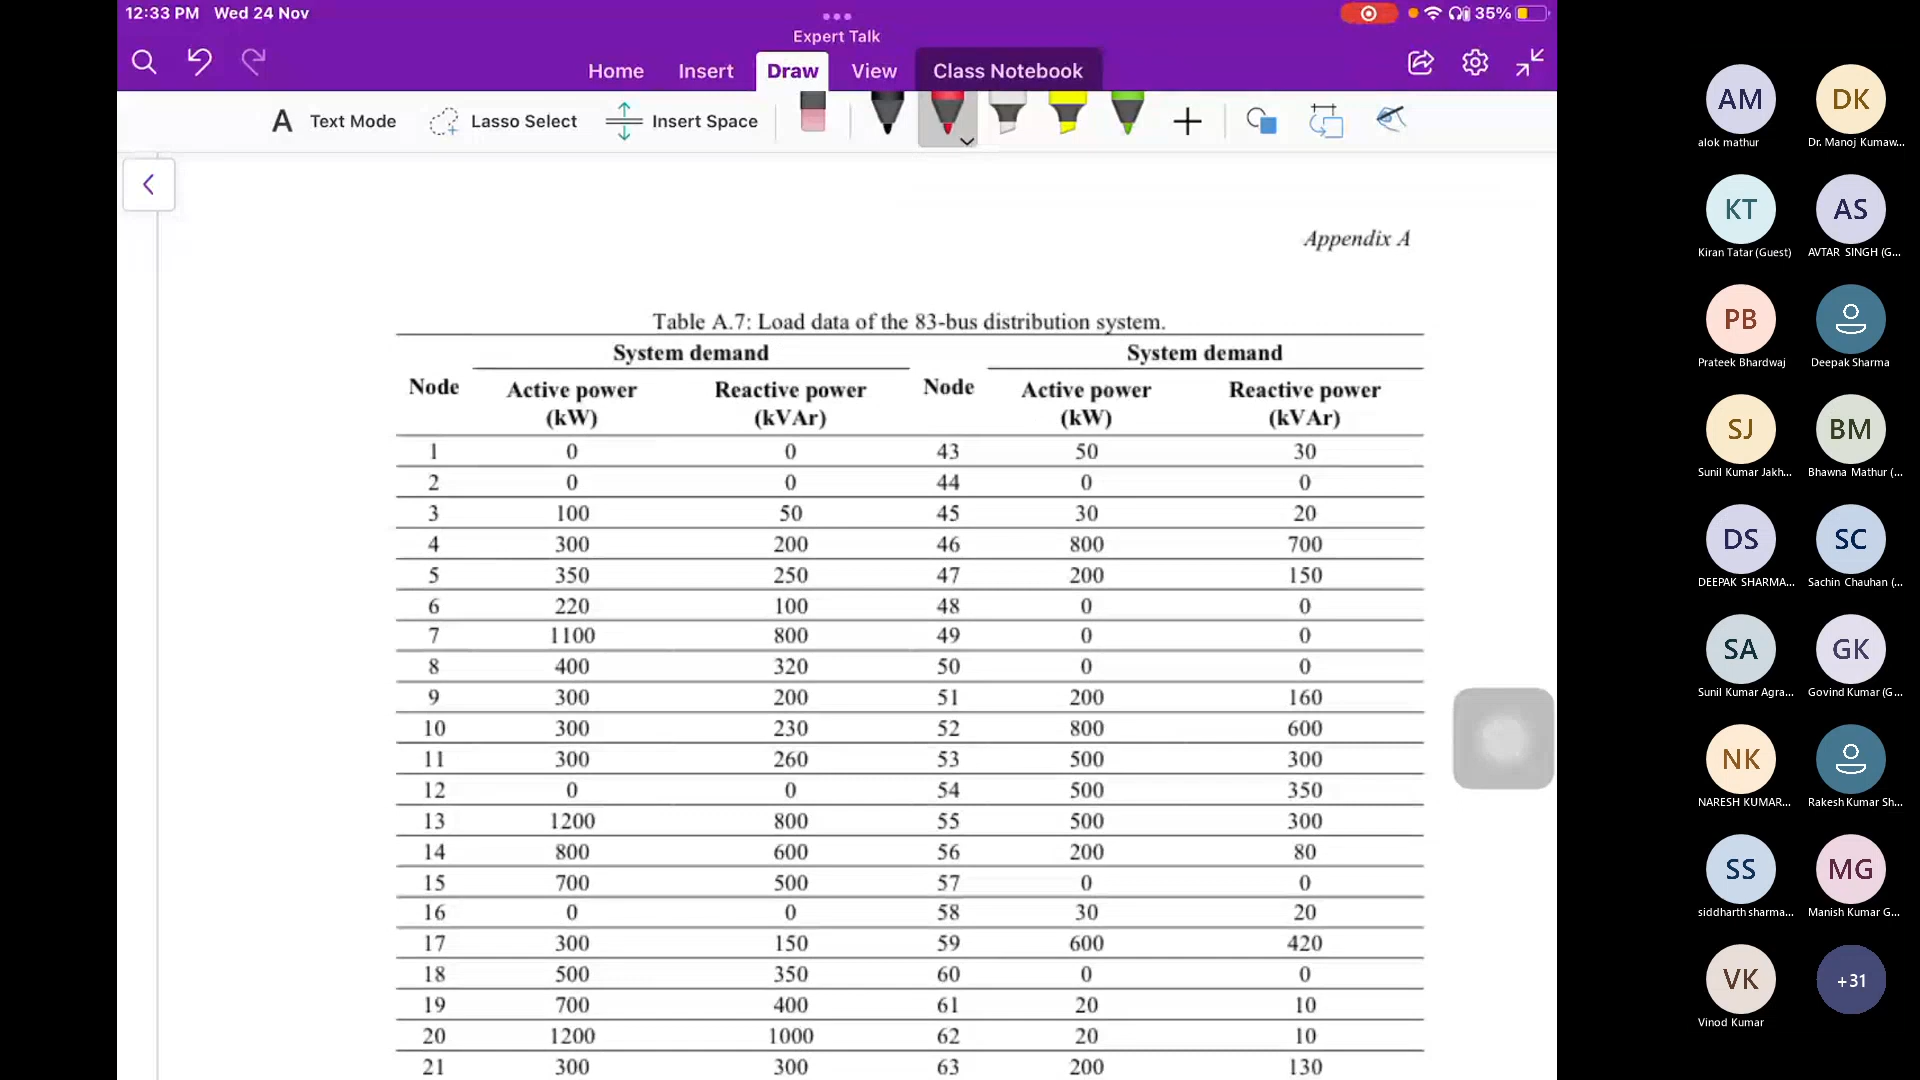 12:33 PM Wed 24 Nov
35%
Expert Talk
Home Insert Draw View Class Notebook
A Text Mode Lasso Select Insert Space
Appendix A
Table A.7: Load data of the 83-bus distribution system.
System demand System demand
Node Active power (kW) Reactive power (kVAr) Node Active power (kW) Reactive power (kVAr)
1 0 0 43 50 30
2 0 0 44 0 0
3 100 50 45 30 20
4 300 200 46 800 700
5 350 250 47 200 150
6 220 100 48 0 0
7 1100 800 49 0 0
8 400 320 50 0 0
9 300 200 51 200 160
10 300 230 52 800 600
11 300 260 53 500 300
12 0 0 54 500 350
13 1200 800 55 500 300
14 800 600 56 200 80
15 700 500 57 0 0
16 0 0 58 30 20
17 300 150 59 600 420
18 500 350 60 0 0
19 700 400 61 20 10
20 1200 1000 62 20 10
21 300 300 63 200 130
AM DK
alok mathur Dr. Manoj Kumaw...
KT AS
Kiran Tatar (Guest) AVTAR SINGH (G...
PB
Prateek Bhardwaj Deepak Sharma
SJ BM
Sunil Kumar Jakh... Bhawna Mathur (...
DS SC
DEEPAK SHARMA... Sachin Chauhan (...
SA GK
Sunil Kumar Agra... Govind Kumar (G...
NK
NARESH KUMAR... Rakesh Kumar Sh...
SS MG
siddharth sharma... Manish Kumar G...
VK +31
Vinod Kumar